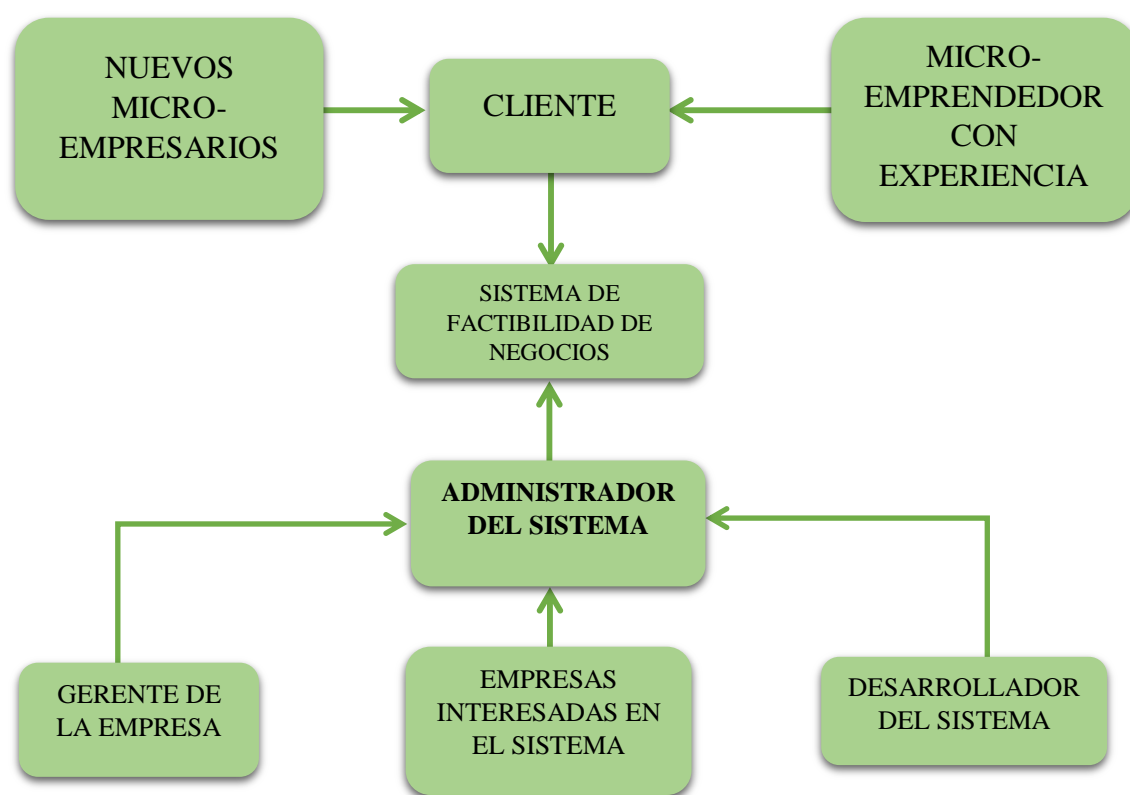 NUEVOS
MICRO-
EMPRESARIOS
CLIENTE
MICRO-
EMPRENDEDOR
CON
EXPERIENCIA
SISTEMA DE
FACTIBILIDAD DE
NEGOCIOS
ADMINISTRADOR
DEL SISTEMA
GERENTE DE
LA EMPRESA
EMPRESAS
INTERESADAS EN
EL SISTEMA
DESARROLLADOR
DEL SISTEMA